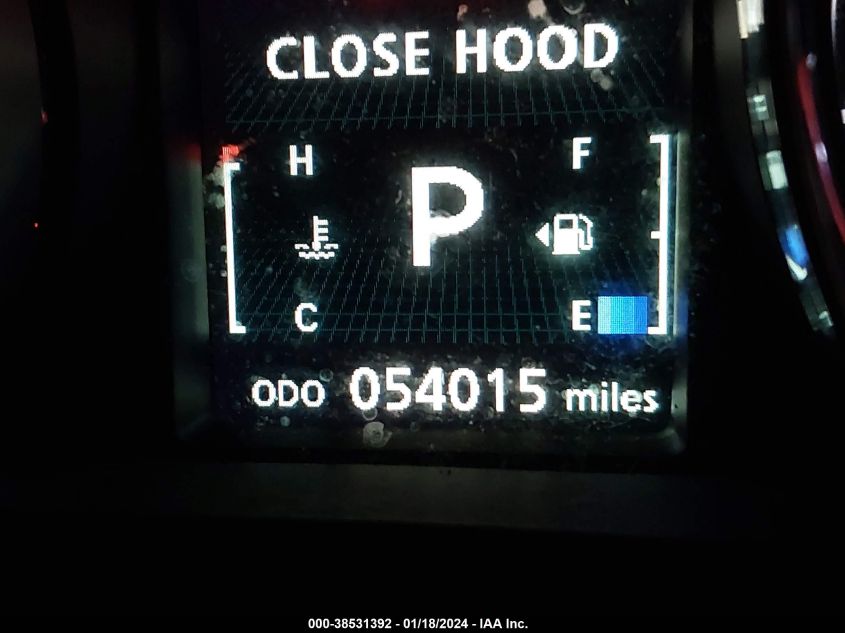 CLOSE HOOD
H P F
C E
ODO 054015 miles
000-38531392 - 01/18/2024 - IAA Inc.